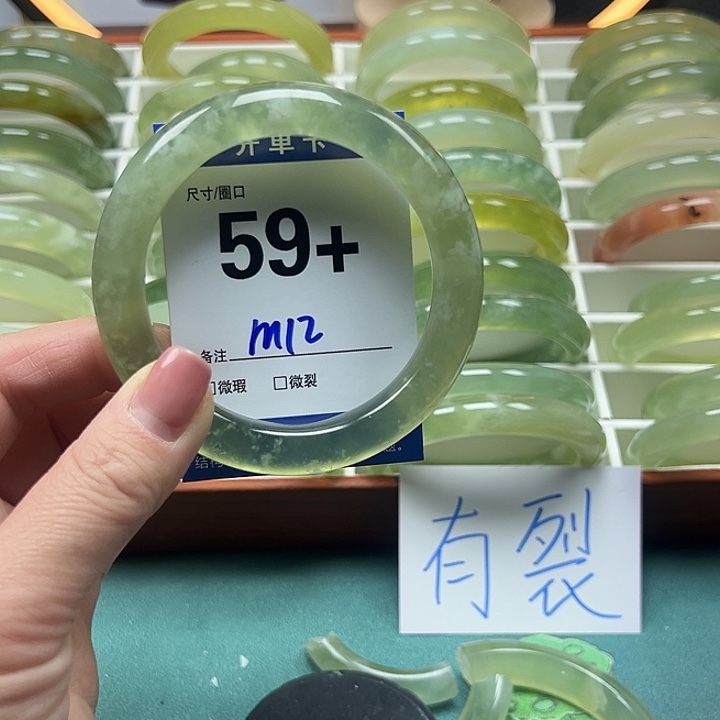 开单卡
尺寸/圈口
59+
备注 m12
微瑕 □微裂
有裂